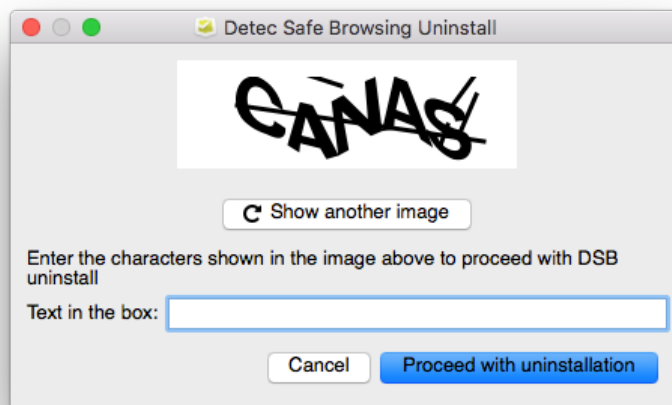 Detec Safe Browsing Uninstall
CANAS
Show another image
Enter the characters shown in the image above to proceed with DSB
uninstall
Text in the box:
Cancel Proceed with uninstallation